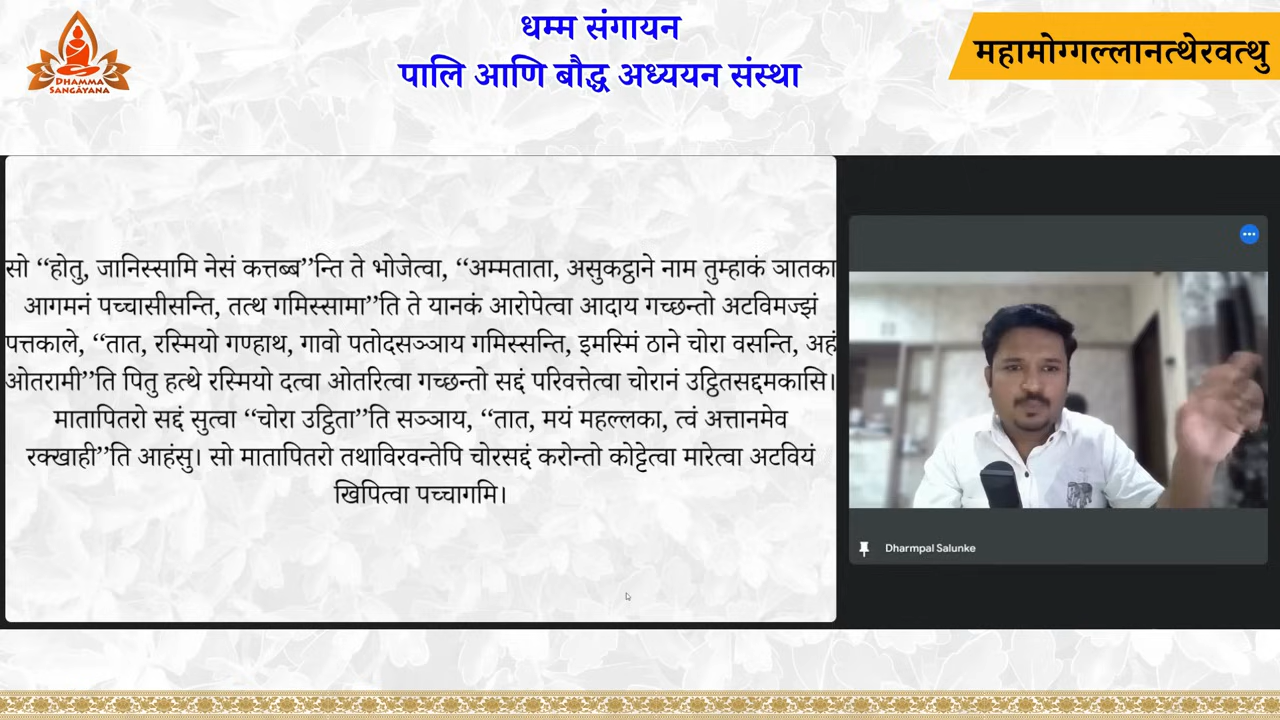 धम्म संगायन
पालि आणि बौद्ध अध्ययन संस्था
महामोग्गल्लानत्थेरवत्थु
DHAMMA
SANGĀYANA
सो “होतु, जानिस्सामि नेसं कत्तब्ब”न्ति ते भोजेत्वा, “अम्मताता, असुकट्ठाने नाम तुम्हाकं ञातका
आगमनं पच्चासीसन्ति, तत्थ गमिस्सामा”ति ते यानकं आरोपेत्वा आदाय गच्छन्तो अटविमज्झं
पत्तकाले, “तात, रस्मियो गण्हाथ, गावो पतोदसञ्ञाय गमिस्सन्ति, इमस्मिं ठाने चोरा वसन्ति, अहं
ओतरामी”ति पितु हत्थे रस्मियो दत्वा ओतरित्वा गच्छन्तो सद्दं परिवत्तेत्वा चोरानं उट्ठितसद्दमकासि।
मातापितरो सद्दं सुत्वा “चोरा उट्ठिता”ति सञ्ञाय, “तात, मयं महल्लका, त्वं अत्तानमेव
रक्खाही”ति आहंसु। सो मातापितरो तथाविरवन्तेपि चोरसद्दं करोन्तो कोट्टेत्वा मारेत्वा अटवियं
खिपित्वा पच्चागमि।
Dharmpal Salunke